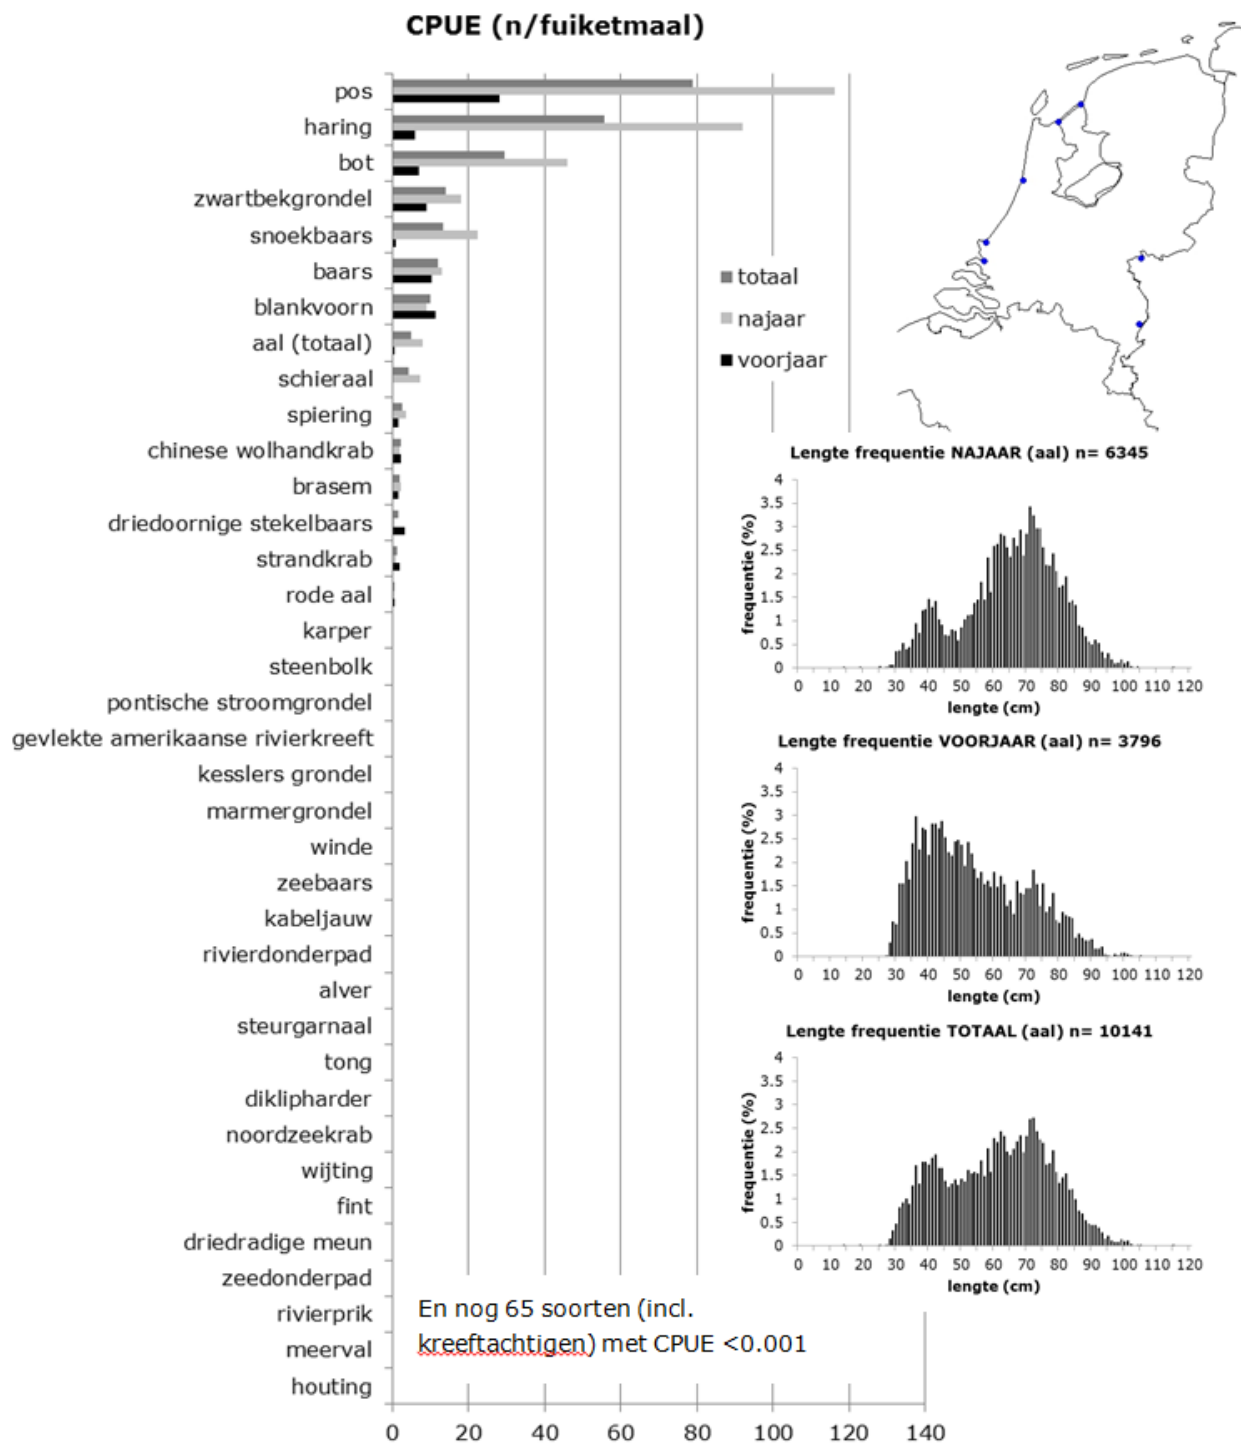 CPUE (n/fuiketmaal)
pos
haring
bot
zwartbekgrondel
snoekbaars
baars
blankvoorn
aal (totaal)
schieraal
spiering
chinese wolhandkrab
brasem
driedoornige stekelbaars
strandkrab
rode aal
karper
steenbolk
pontische stroomgrondel
gevlekte amerikaanse rivierkreeft
kesslers grondel
marmergrondel
winde
zeebaars
kabeljauw
rivierdonderpad
alver
steurgarnaal
tong
diklipharder
noordzeekrab
wijting
fint
driedradige meun
zeedonderpad
rivierprik
meerval
houting
0 20 40 60 80 100 120 140
En nog 65 soorten (incl.
kreeftachtigen) met CPUE <0.001
totaal
najaar
voorjaar
Lengte frequentie NAJAAR (aal) n= 6345
frequentie (%)
4
3.5
3
2.5
2
1.5
1
0.5
0
0 10 20 30 40 50 60 70 80 90 100 110 120
lengte (cm)
Lengte frequentie VOORJAAR (aal) n= 3796
frequentie (%)
4
3.5
3
2.5
2
1.5
1
0.5
0
0 10 20 30 40 50 60 70 80 90 100 110 120
lengte (cm)
Lengte frequentie TOTAAL (aal) n= 10141
frequentie (%)
4
3.5
3
2.5
2
1.5
1
0.5
0
0 10 20 30 40 50 60 70 80 90 100 110 120
lengte (cm)